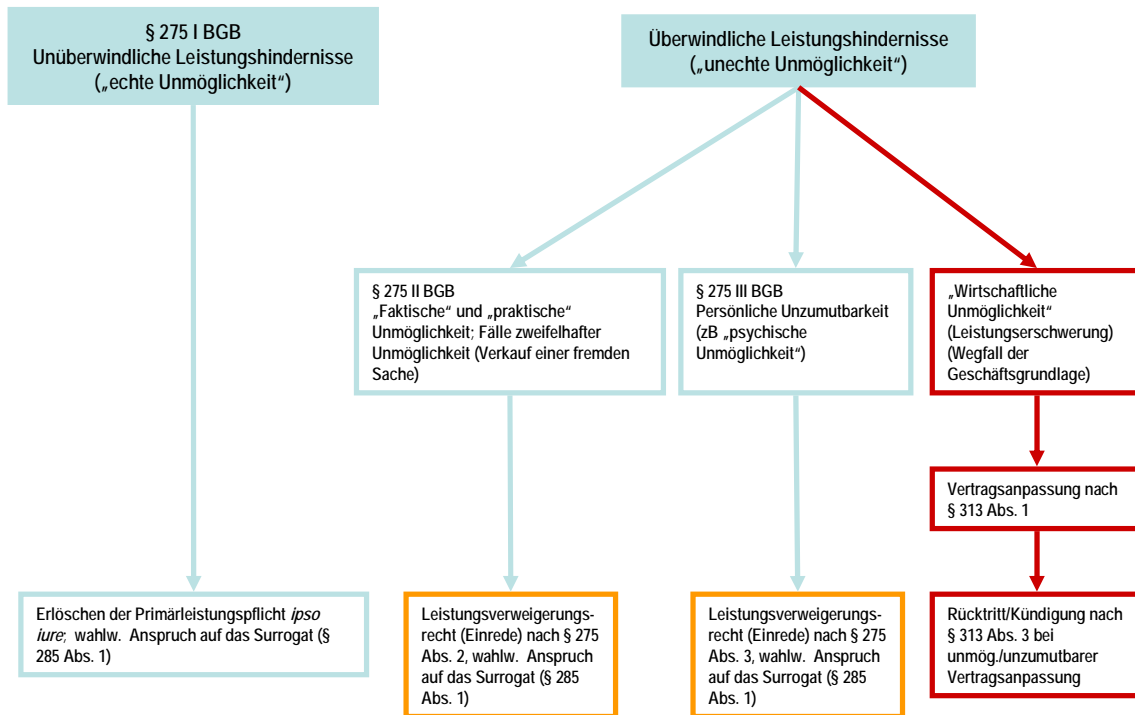 § 275 I BGB
Unüberwindliche Leistungshindernisse
(„echte Unmöglichkeit“)
Überwindliche Leistungshindernisse
(„unechte Unmöglichkeit“)
§ 275 II BGB
„Faktische“ und „praktische“
Unmöglichkeit; Fälle zweifelhafter
Unmöglichkeit (Verkauf einer fremden
Sache)
§ 275 III BGB
Persönliche Unzumutbarkeit
(zB „psychische
Unmöglichkeit“)
„Wirtschaftliche
Unmöglichkeit“
(Leistungserschwerung)
(Wegfall der
Geschäftsgrundlage)
Vertragsanpassung nach
§ 313 Abs. 1
Erlöschen der Primärleistungspflicht ipso
iure; wahlw. Anspruch auf das Surrogat (§
285 Abs. 1)
Leistungsverweigerungs-
recht (Einrede) nach § 275
Abs. 2, wahlw. Anspruch
auf das Surrogat (§ 285
Abs. 1)
Leistungsverweigerungs-
recht (Einrede) nach § 275
Abs. 3, wahlw. Anspruch
auf das Surrogat (§ 285
Abs. 1)
Rücktritt/Kündigung nach
§ 313 Abs. 3 bei
unmög./unzumutbarer
Vertragsanpassung